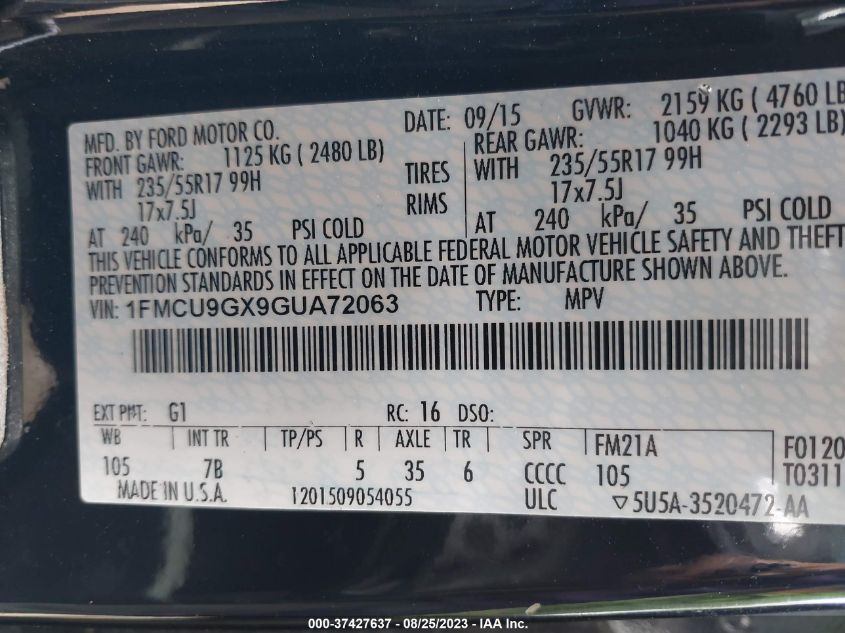 MFD. BY FORD MOTOR CO.
DATE: 09/15 GVWR: 2159 KG ( 4760 LB
FRONT GAWR: 1125 KG ( 2480 LB)
REAR GAWR: 1040 KG ( 2293 LB)
WITH 235/55R17 99H TIRES WITH 235/55R17 99H
17x7.5J RIMS 17x7.5J
AT 240 kPa/ 35 PSI COLD AT 240 kPa/ 35 PSI COLD
THIS VEHICLE CONFORMS TO ALL APPLICABLE FEDERAL MOTOR VEHICLE SAFETY AND THEFT
PREVENTION STANDARDS IN EFFECT ON THE DATE OF MANUFACTURE SHOWN ABOVE.
VIN: 1FMCU9GX9GUA72063 TYPE: MPV
EXT PNT: G1 RC: 16 DSO:
WB INT TR TP/PS R AXLE TR SPR FM21A F0120
105 7B 5 35 6 CCCC 105 T0311
MADE IN U.S.A. 1201509054055 ULC ▽5U5A-3520472-AA
000-37427637 - 08/25/2023 - IAA Inc.